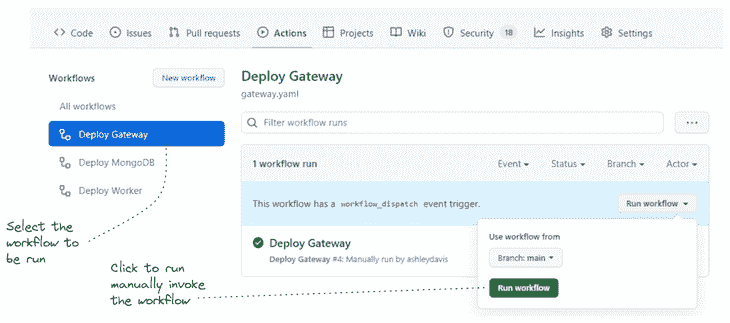 Code Issues Pull requests Actions Projects Wiki Security 18 Insights Settings
Workflows New workflow
All workflows
Deploy Gateway
Deploy MongoDB
Deploy Worker
Deploy Gateway
gateway.yaml
Filter workflow runs ...
1 workflow run Event Status Branch Actor
This workflow has a workflow_dispatch event trigger. Run workflow
Deploy Gateway
Deploy Gateway #4: Manually run by ashleydavis
Use workflow from
Branch: main
Run workflow
Select the
workflow to
be run
Click to run
manually invoke
the workflow